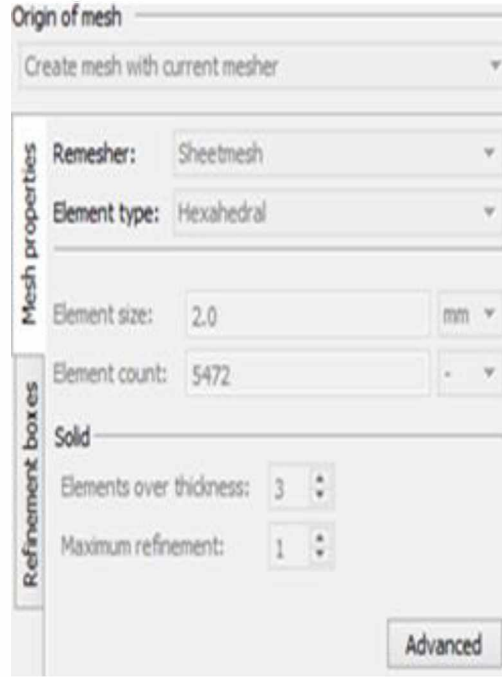 Origin of mesh
Create mesh with current mesher
Mesh properties
Remesher: Sheetmesh
Element type: Hexahedral
Element size: 2.0 mm
Element count: 5472 -
Refinement boxes
Solid
Elements over thickness: 3
Maximum refinement: 1
Advanced